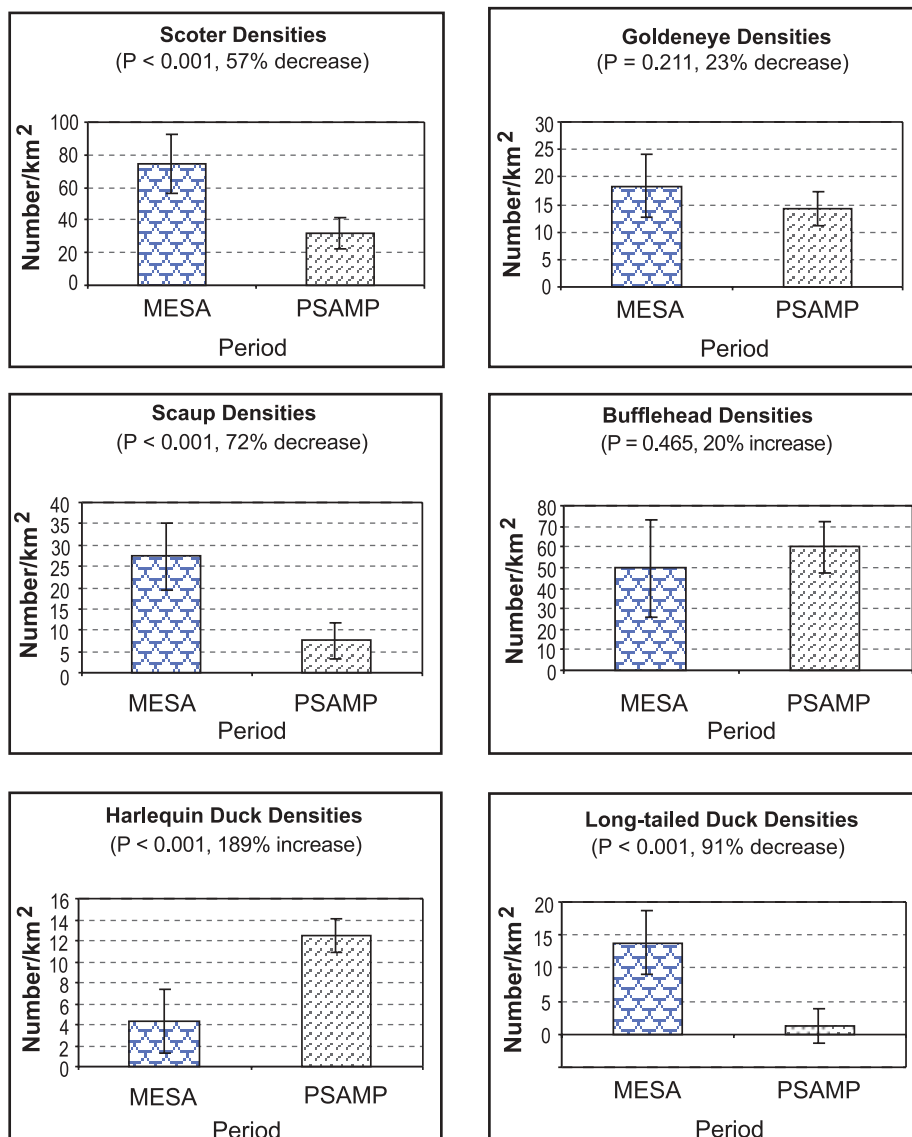 Scoter Densities
(P < 0.001, 57% decrease)
Number/km²
100
80
60
40
20
0
MESA PSAMP
Period
Goldeneye Densities
(P = 0.211, 23% decrease)
Number/km²
30
25
20
15
10
5
0
MESA PSAMP
Period
Scaup Densities
(P < 0.001, 72% decrease)
Number/km²
40
35
30
25
20
15
10
5
0
MESA PSAMP
Period
Bufflehead Densities
(P = 0.465, 20% increase)
Number/km²
80
70
60
50
40
30
20
10
0
MESA PSAMP
Period
Harlequin Duck Densities
(P < 0.001, 189% increase)
Number/km²
16
14
12
10
8
6
4
2
0
MESA PSAMP
Period
Long-tailed Duck Densities
(P < 0.001, 91% decrease)
Number/km²
20
15
10
5
0
MESA PSAMP
Period